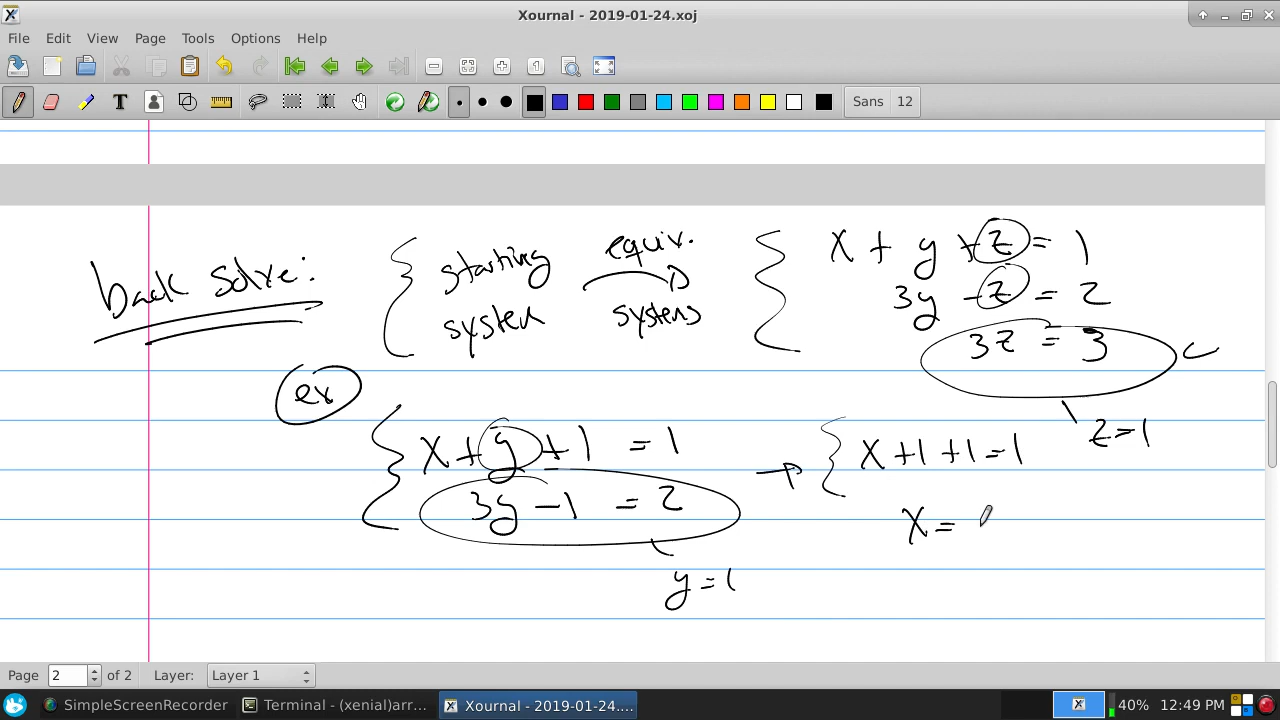 Xournal - 2019-01-24.xoj
File Edit View Page Tools Options Help
Sans 12
back solve:
starting equiv.
system systems
x + y + z = 1
3y - z = 2
3z = 3
z = 1
ex
x + y + 1 = 1
3y - 1 = 2
y = 1
x + 1 + 1 = 1
x =
Page 2 of 2 Layer: Layer 1
SimpleScreenRecorder Terminal - (xenial)arr... Xournal - 2019-01-24.... 40% 12:49 PM